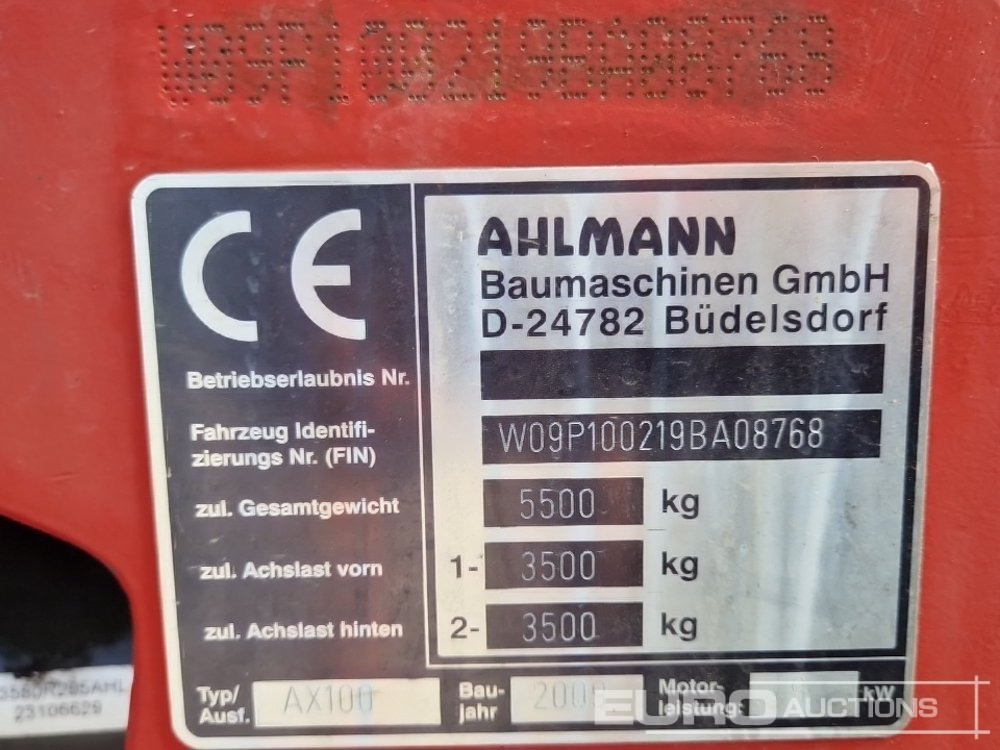 W09P100219BA08768
CE
AHLMANN
Baumaschinen GmbH
D-24782 Büdelsdorf
Betriebserlaubnis Nr.
Fahrzeug Identifi-
zierungs Nr. (FIN) W09P100219BA08768
zul. Gesamtgewicht 5500 kg
zul. Achslast vorn 1- 3500 kg
zul. Achslast hinten 2- 3500 kg
Typ/
Ausf. AX100
Bau-
jahr
Motor-
leistung: kW
23106629
EURO AUCTIONS